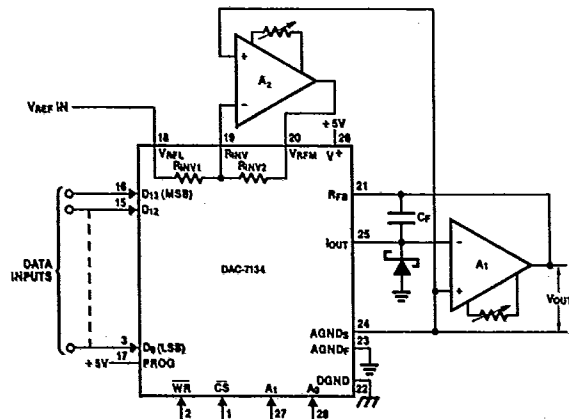 A2
+
−
VREF IN
+5V
18
19
20
26
VRFL
RINV
VRFM
V+
RINV1
RINV2
16
D13 (MSB)
15
D12
DATA
INPUTS
3
D0 (LSB)
+5V
17
PROG
DAC-7134
RFB
21
CF
IOUT
25
−
A1
+
VOUT
AGNDS
24
23
AGNDF
DGND
22
WR
CS
A1
A0
2
1
27
28